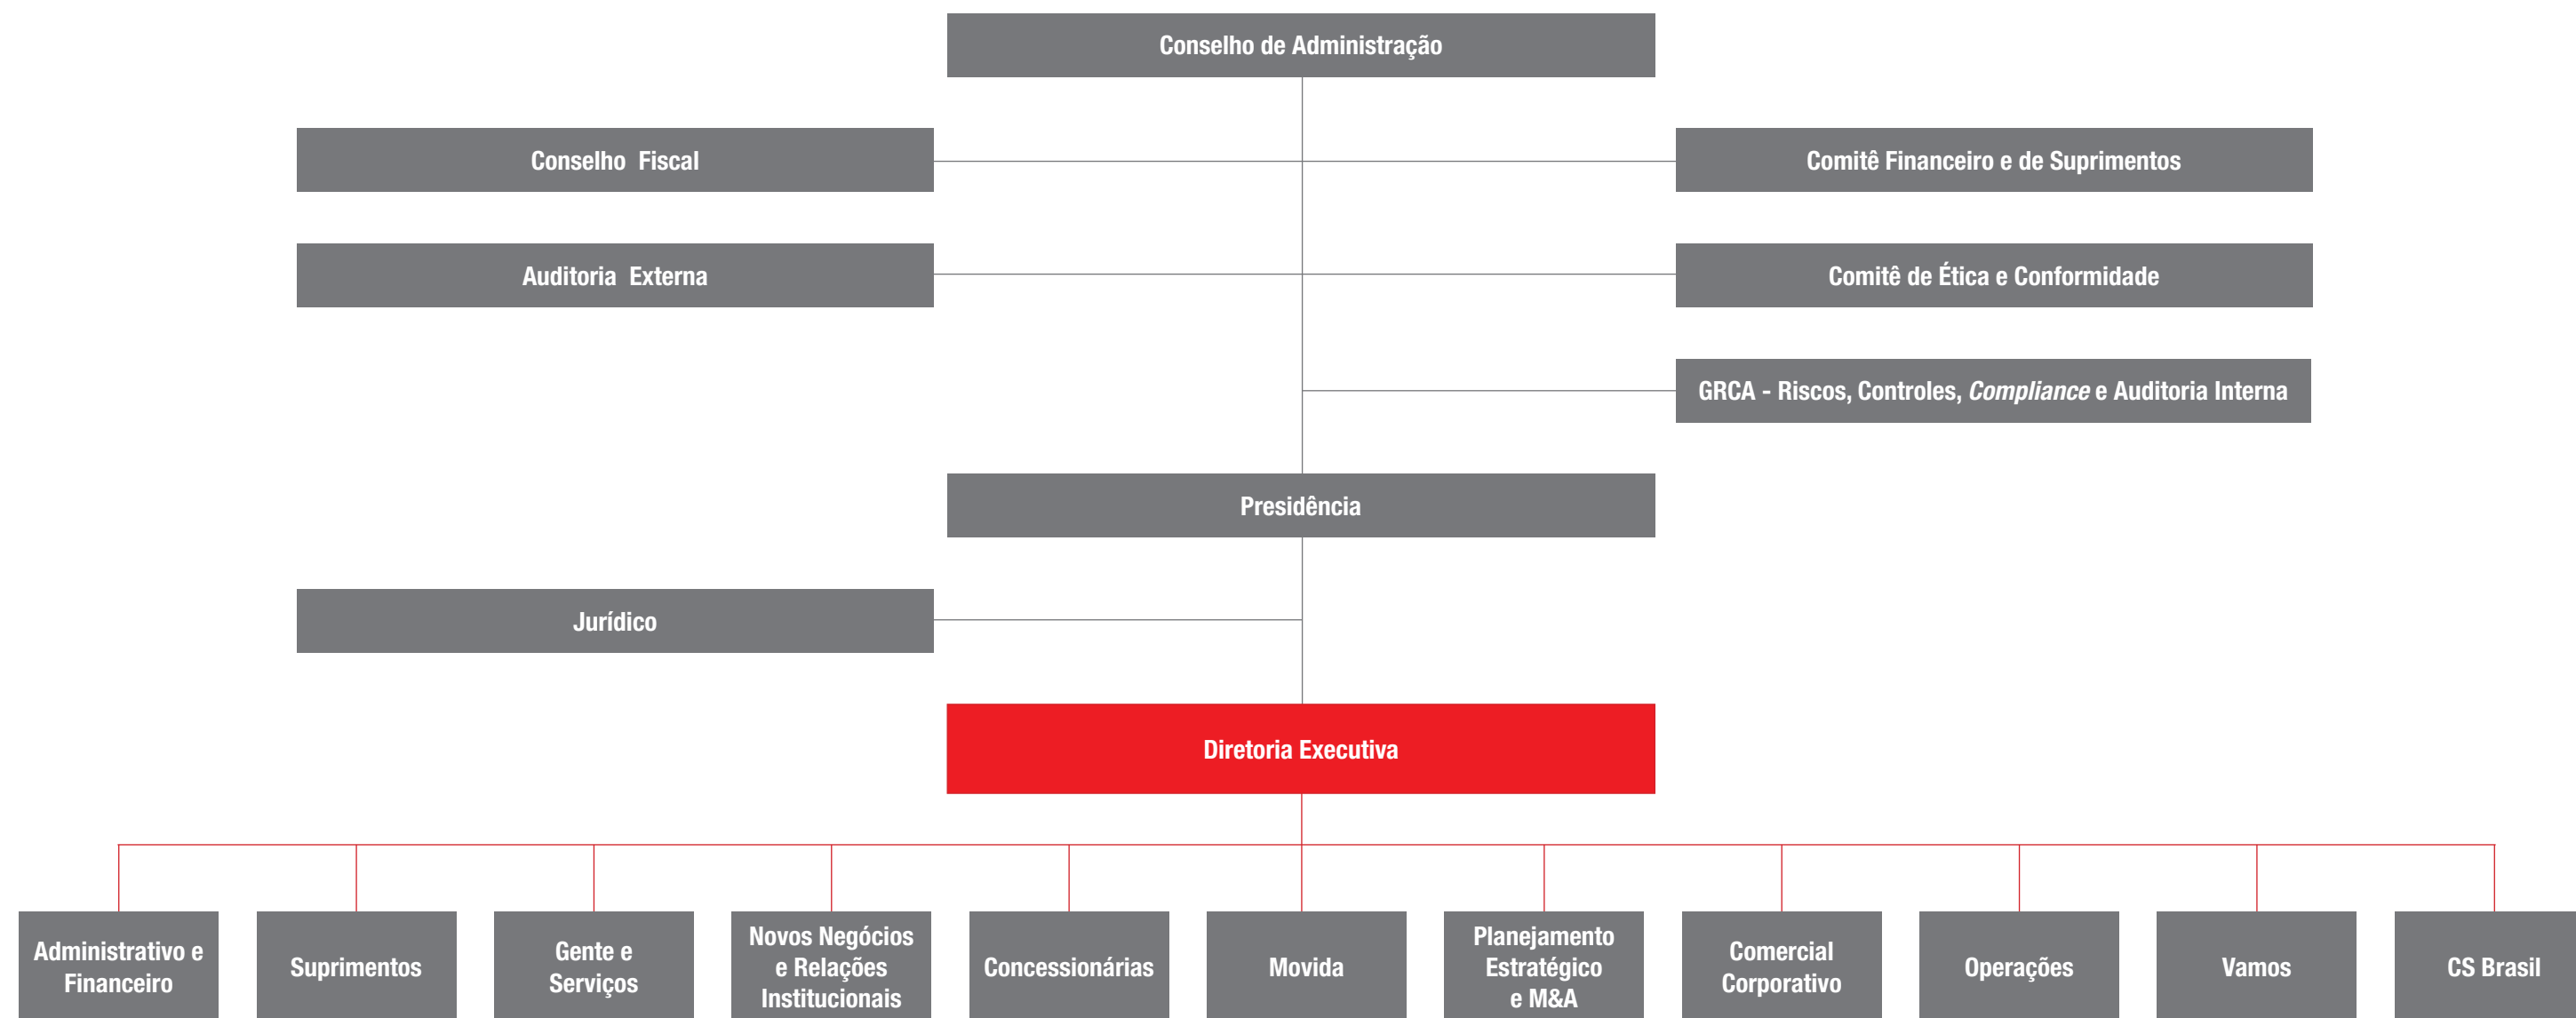 Conselho de Administração
Conselho Fiscal
Comitê Financeiro e de Suprimentos
Auditoria Externa
Comitê de Ética e Conformidade
GRCA - Riscos, Controles, Compliance e Auditoria Interna
Presidência
Jurídico
Diretoria Executiva
Administrativo e
Financeiro
Suprimentos
Gente e
Serviços
Novos Negócios
e Relações
Institucionais
Concessionárias
Movida
Planejamento
Estratégico
e M&A
Comercial
Corporativo
Operações
Vamos
CS Brasil